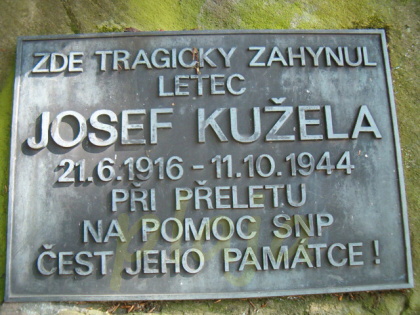 ZDE TRAGICKY ZAHYNUL
LETEC
JOSEF KUŽELA
21.6.1916 - 11.10.1944
PŘI PŘELETU
NA POMOC SNP
ČEST JEHO PAMÁTCE !